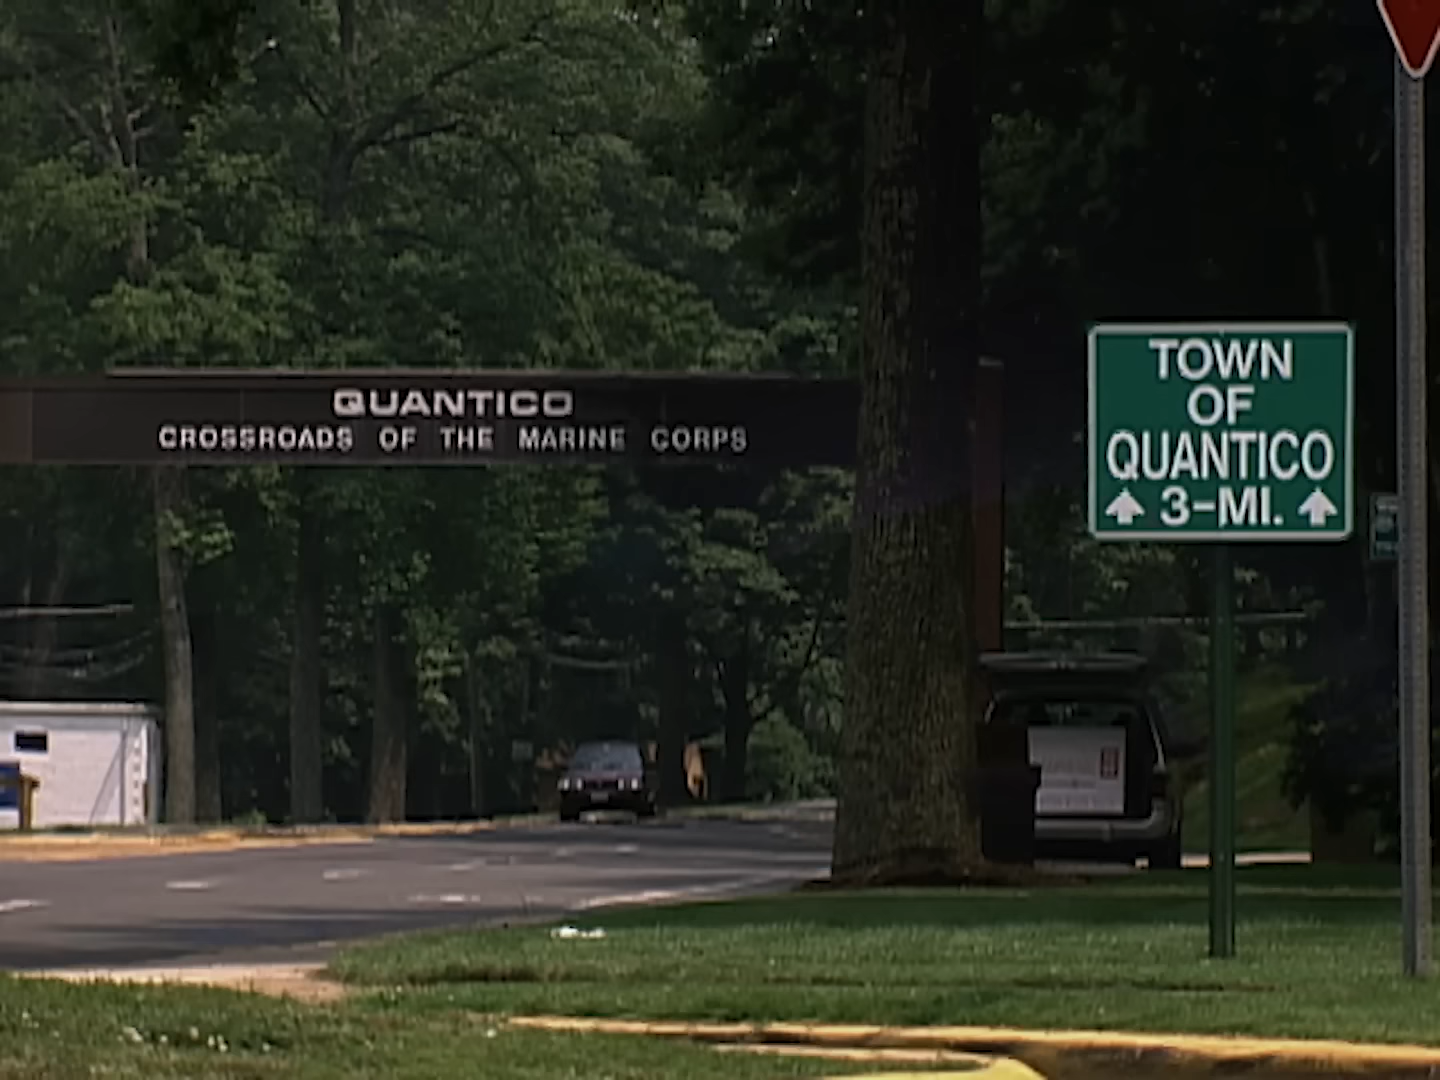 QUANTICO
CROSSROADS OF THE MARINE CORPS
TOWN
OF
QUANTICO
3-MI.